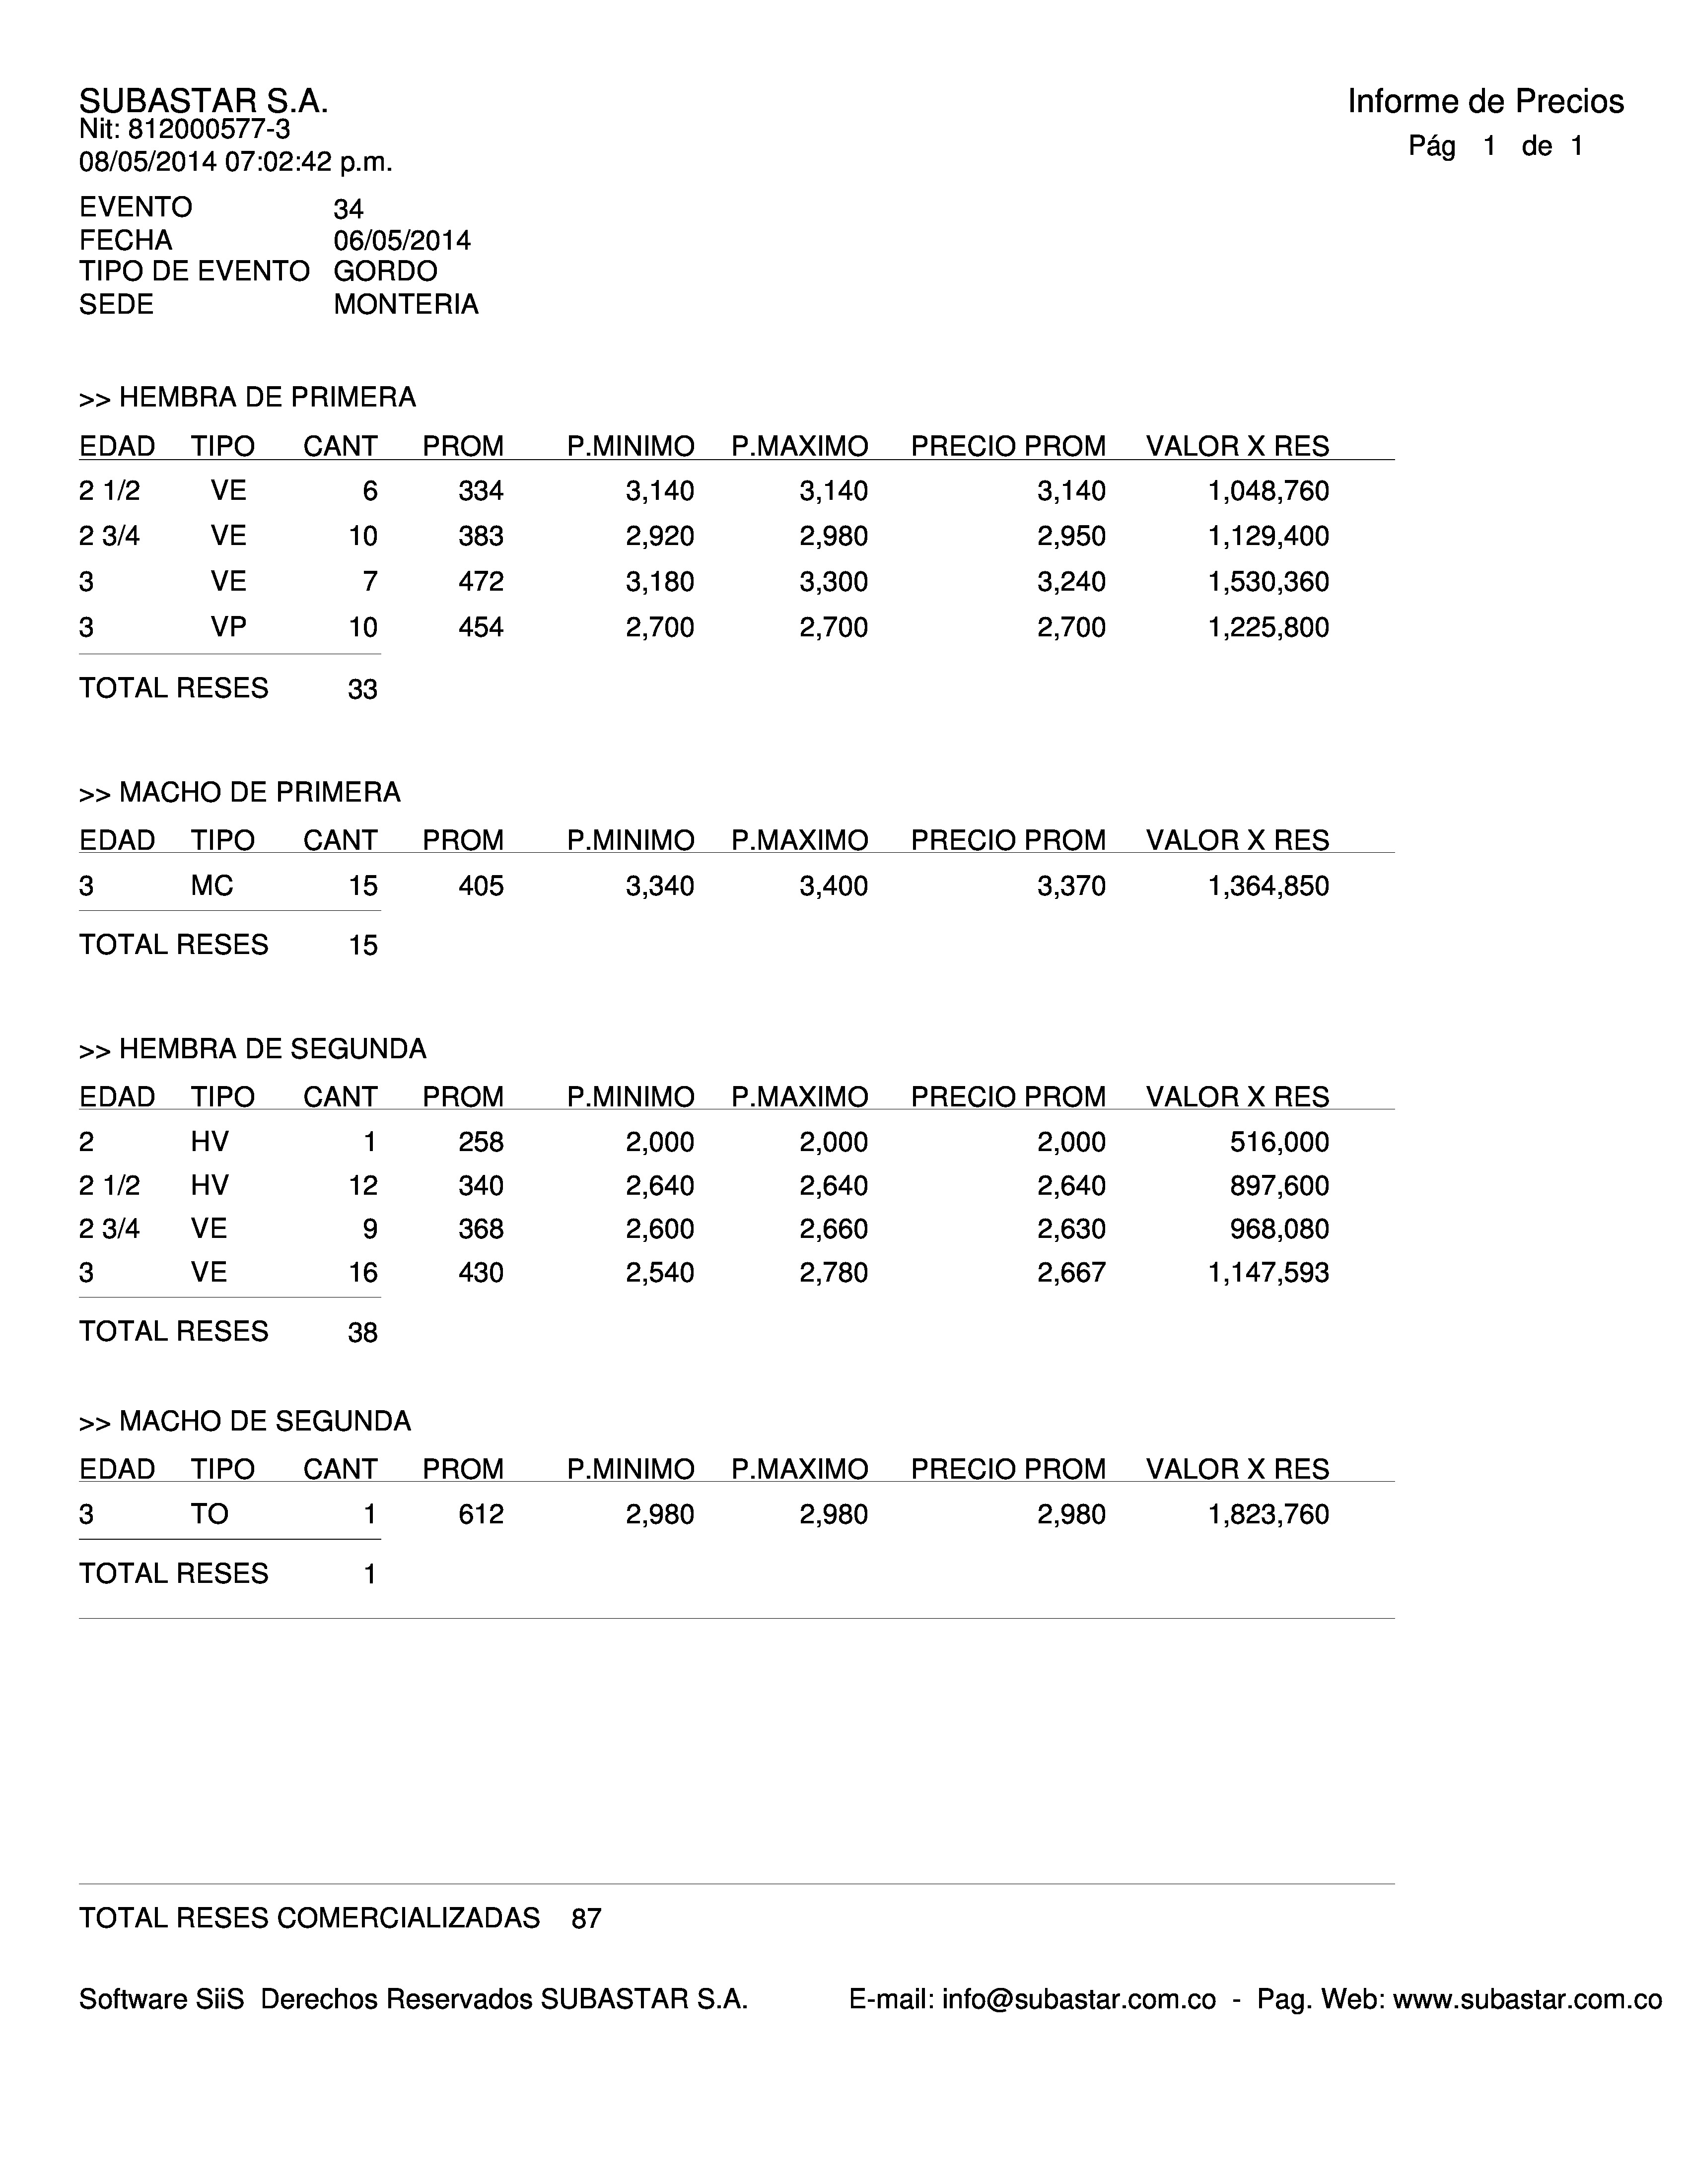 SUBASTAR S.A.
Informe de Precios
Nit: 812000577-3
Pág 1 de 1
08/05/2014 07:02:42 p.m.
EVENTO 34
FECHA 06/05/2014
TIPO DE EVENTO GORDO
SEDE MONTERIA
>> HEMBRA DE PRIMERA
EDAD TIPO CANT PROM P.MINIMO P.MAXIMO PRECIO PROM VALOR X RES
2 1/2 VE 6 334 3,140 3,140 3,140 1,048,760
2 3/4 VE 10 383 2,920 2,980 2,950 1,129,400
3 VE 7 472 3,180 3,300 3,240 1,530,360
3 VP 10 454 2,700 2,700 2,700 1,225,800
TOTAL RESES 33
>> MACHO DE PRIMERA
EDAD TIPO CANT PROM P.MINIMO P.MAXIMO PRECIO PROM VALOR X RES
3 MC 15 405 3,340 3,400 3,370 1,364,850
TOTAL RESES 15
>> HEMBRA DE SEGUNDA
EDAD TIPO CANT PROM P.MINIMO P.MAXIMO PRECIO PROM VALOR X RES
2 HV 1 258 2,000 2,000 2,000 516,000
2 1/2 HV 12 340 2,640 2,640 2,640 897,600
2 3/4 VE 9 368 2,600 2,660 2,630 968,080
3 VE 16 430 2,540 2,780 2,667 1,147,593
TOTAL RESES 38
>> MACHO DE SEGUNDA
EDAD TIPO CANT PROM P.MINIMO P.MAXIMO PRECIO PROM VALOR X RES
3 TO 1 612 2,980 2,980 2,980 1,823,760
TOTAL RESES 1
TOTAL RESES COMERCIALIZADAS 87
Software SiiS Derechos Reservados SUBASTAR S.A. E-mail: info@subastar.com.co - Pag. Web: www.subastar.com.co